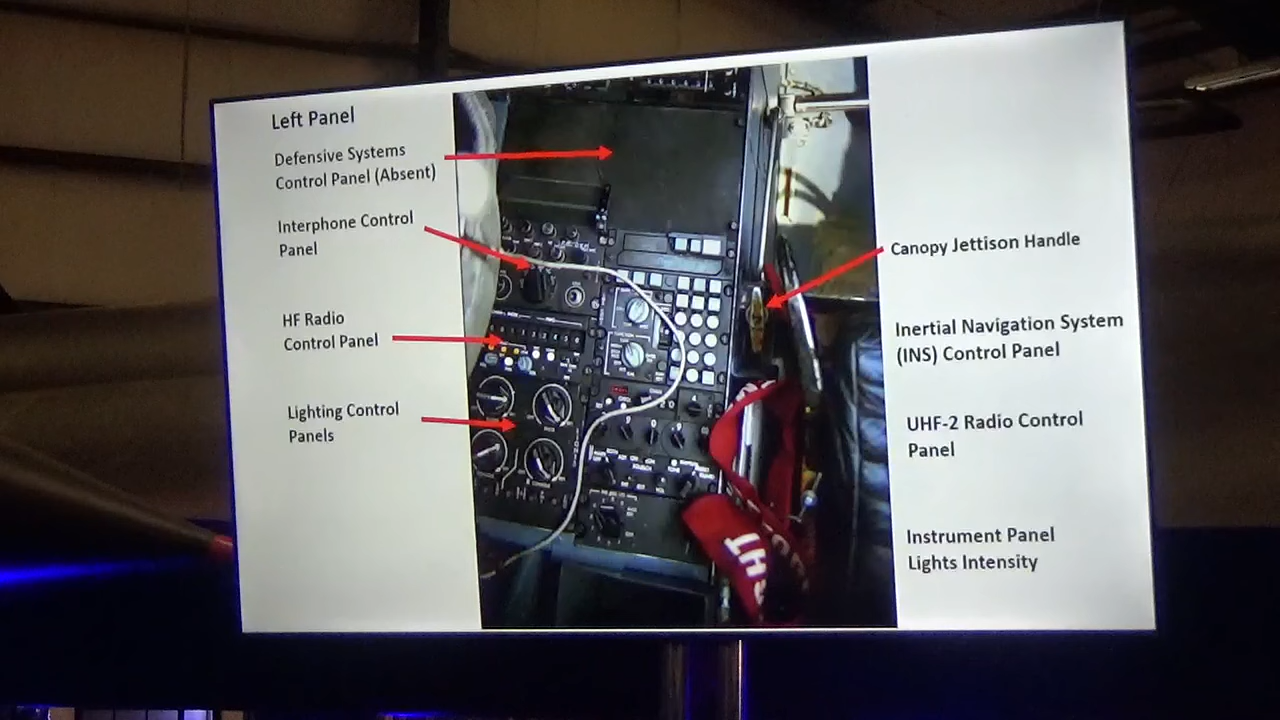 Left Panel
Defensive Systems
Control Panel (Absent)
Interphone Control
Panel
HF Radio
Control Panel
Lighting Control
Panels
Canopy Jettison Handle
Inertial Navigation System
(INS) Control Panel
UHF-2 Radio Control
Panel
Instrument Panel
Lights Intensity